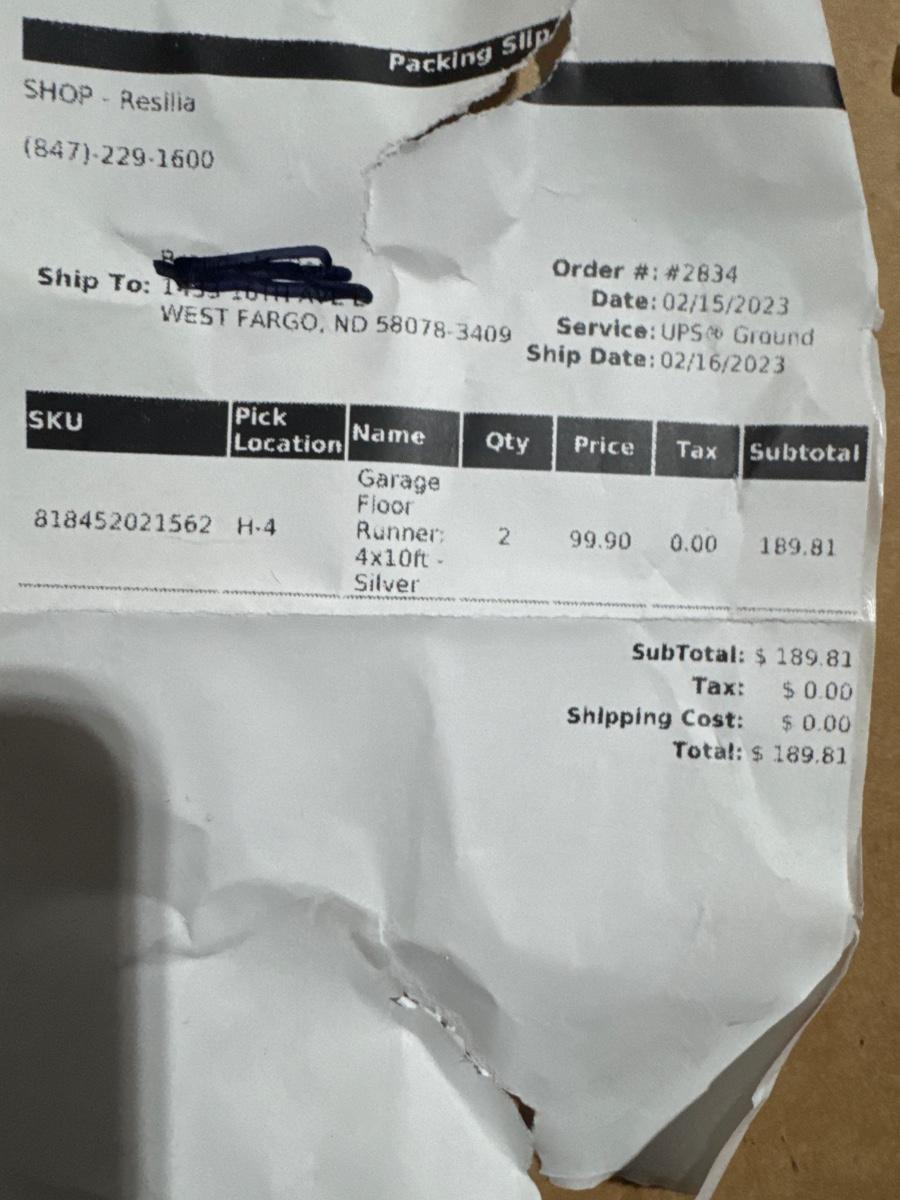 Packing Slip
SHOP - Resilia
(847)-229-1600
Ship To:
WEST FARGO, ND 58078-3409
Order #: #2834
Date: 02/15/2023
Service: UPS® Ground
Ship Date: 02/16/2023
SKU Pick Location Name Qty Price Tax Subtotal
818452021562 H-4 Garage Floor Runner: 4x10ft - Silver 2 99.90 0.00 189.81
SubTotal: $ 189.81
Tax: $ 0.00
Shipping Cost: $ 0.00
Total: $ 189.81